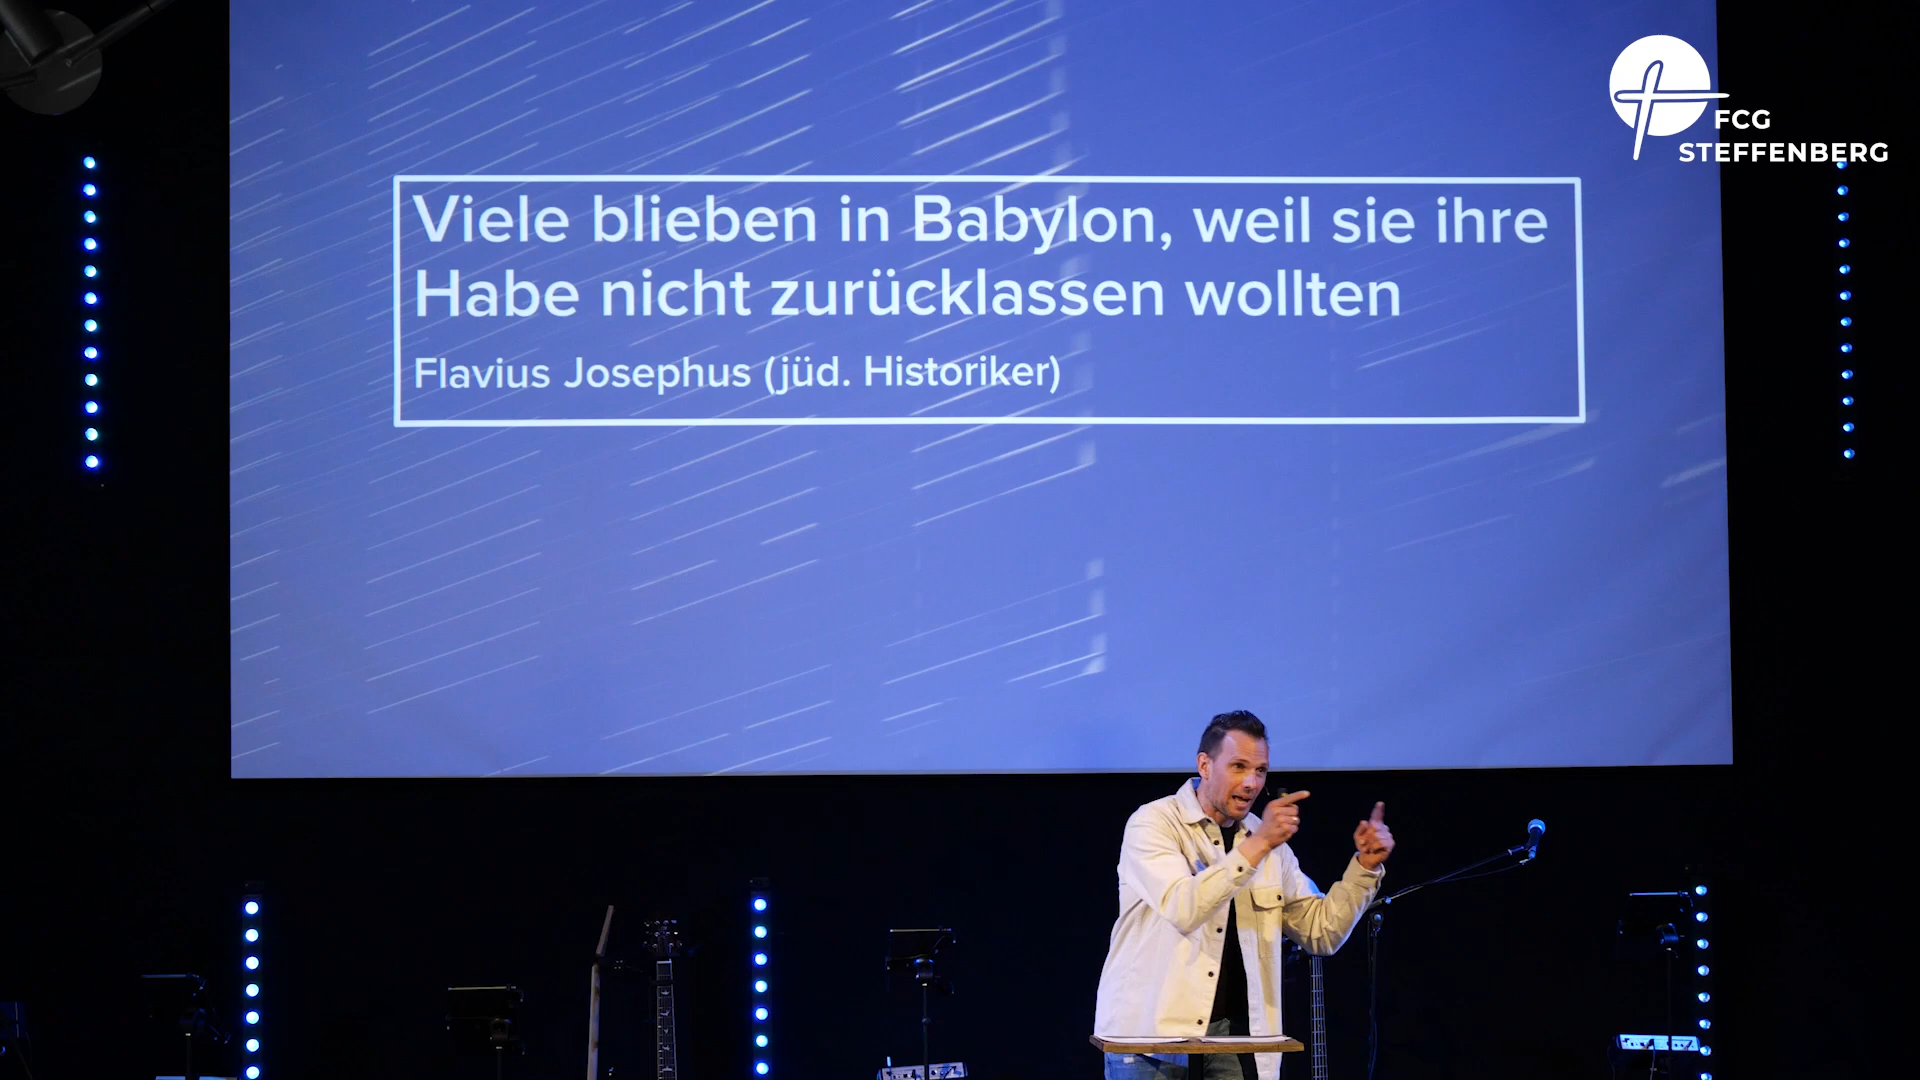 FCG
STEFFENBERG
Viele blieben in Babylon, weil sie ihre
Habe nicht zurücklassen wollten
Flavius Josephus (jüd. Historiker)